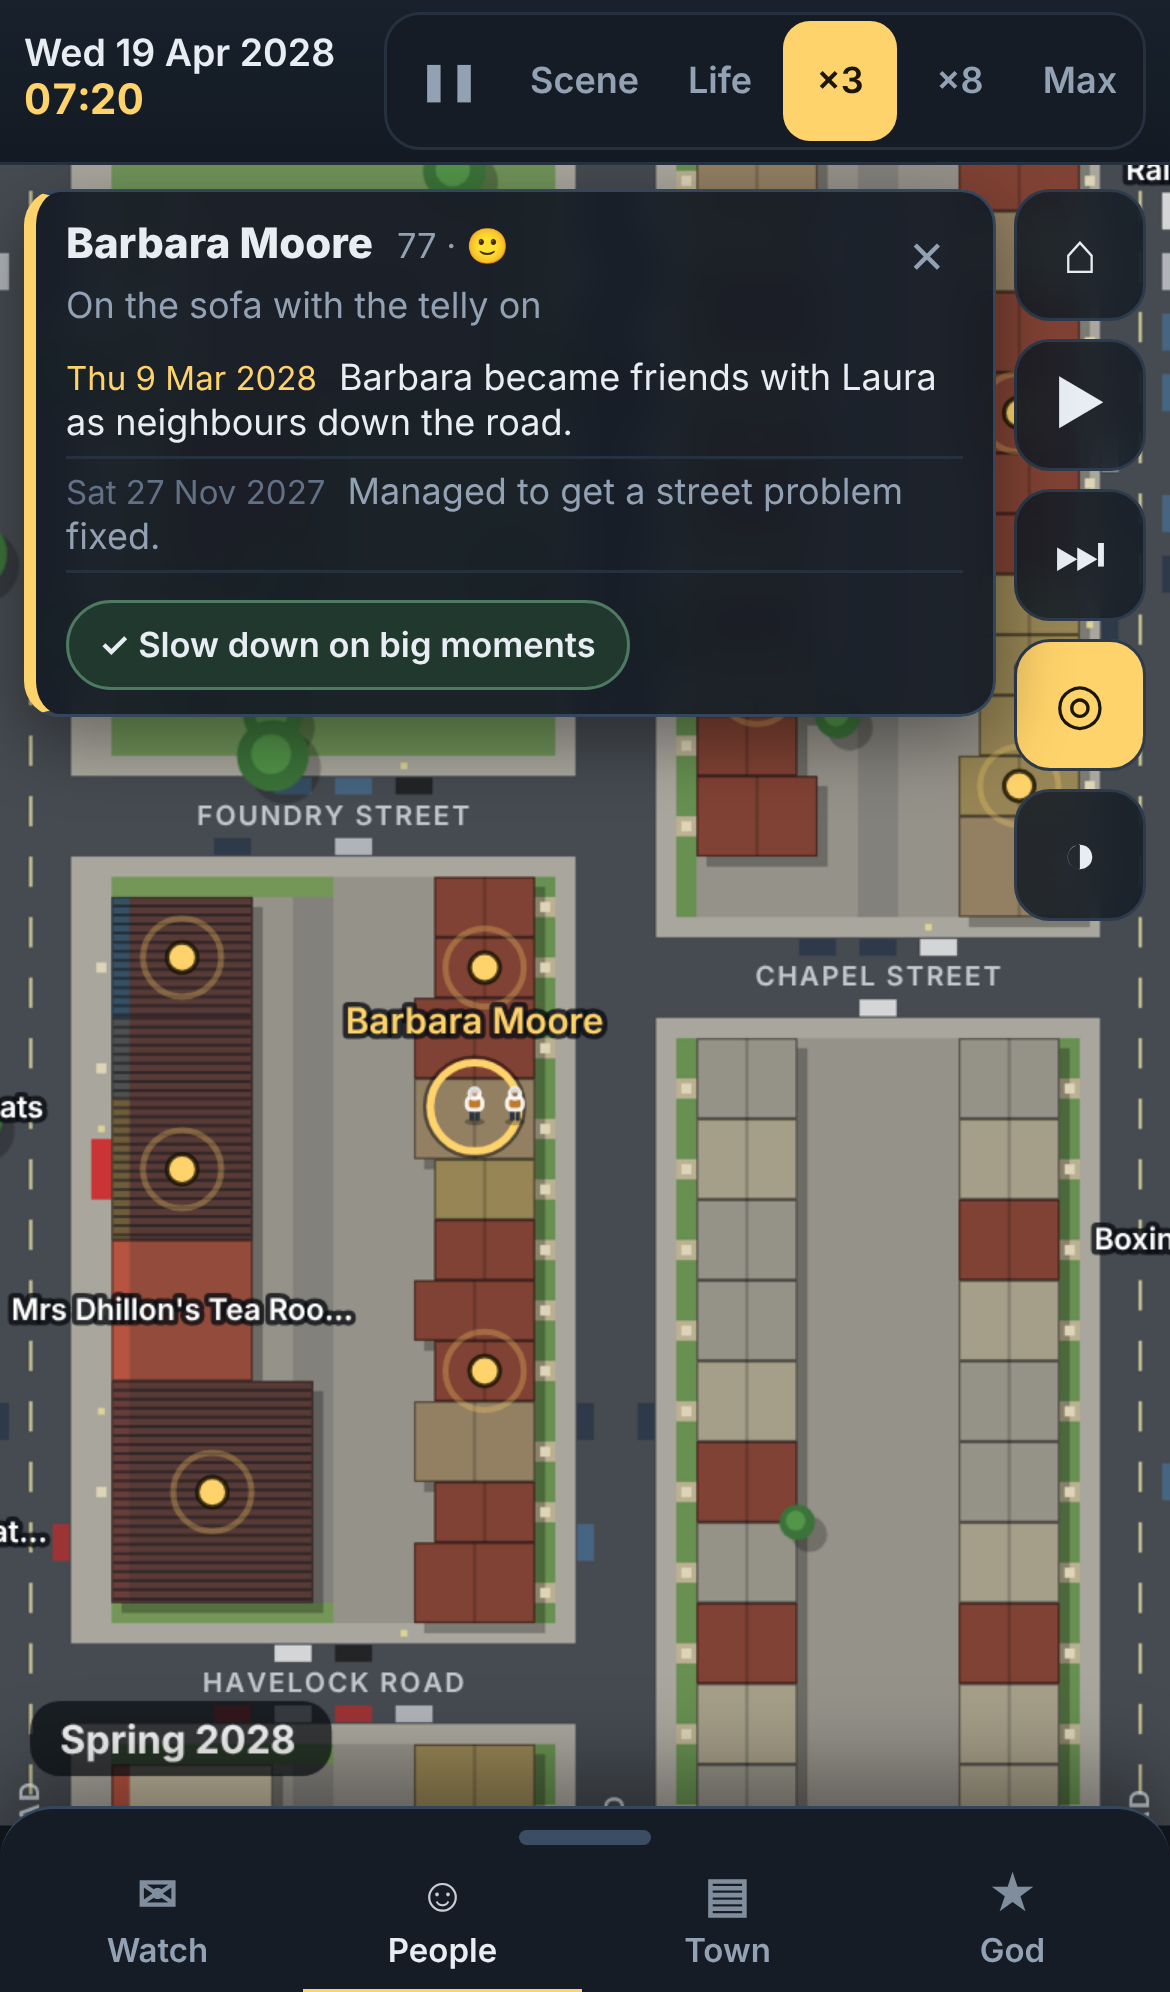 Wed 19 Apr 2028
07:20
Scene Life ×3 ×8 Max
Barbara Moore 77 · 🙂
On the sofa with the telly on
Thu 9 Mar 2028 Barbara became friends with Laura
as neighbours down the road.
Sat 27 Nov 2027 Managed to get a street problem
fixed.
✓ Slow down on big moments
FOUNDRY STREET
CHAPEL STREET
Barbara Moore
ats
Boxin
Mrs Dhillon's Tea Roo...
at...
HAVELOCK ROAD
Spring 2028
Watch People Town God